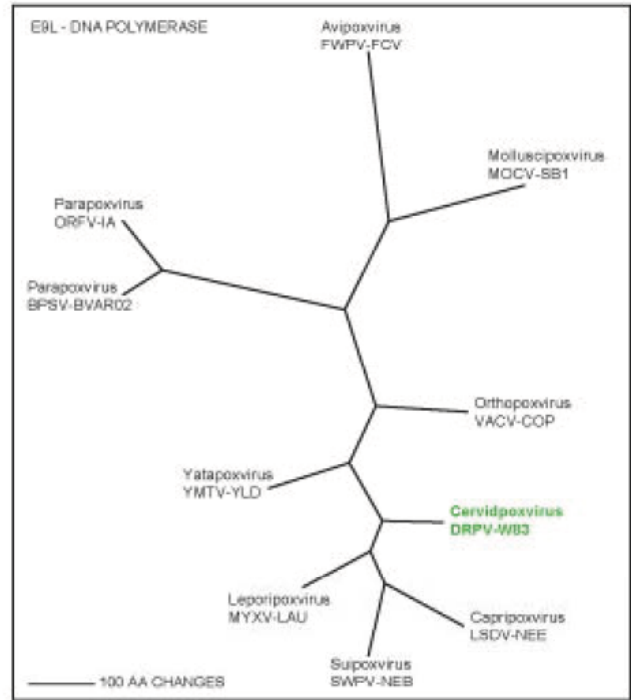 E9L - DNA POLYMERASE
Avipoxvirus
FWPV-FCV
Molluscipoxvirus
MOCV-SB1
Parapoxvirus
ORFV-IA
Parapoxvirus
BPSV-BVAR02
Orthopoxvirus
VACV-COP
Yatapoxvirus
YMTV-YLD
Cervidpoxvirus
DRPV-W83
Leporipoxvirus
MYXV-LAU
Capripoxvirus
LSDV-NEE
Suipoxvirus
SWPV-NEB
100 AA CHANGES